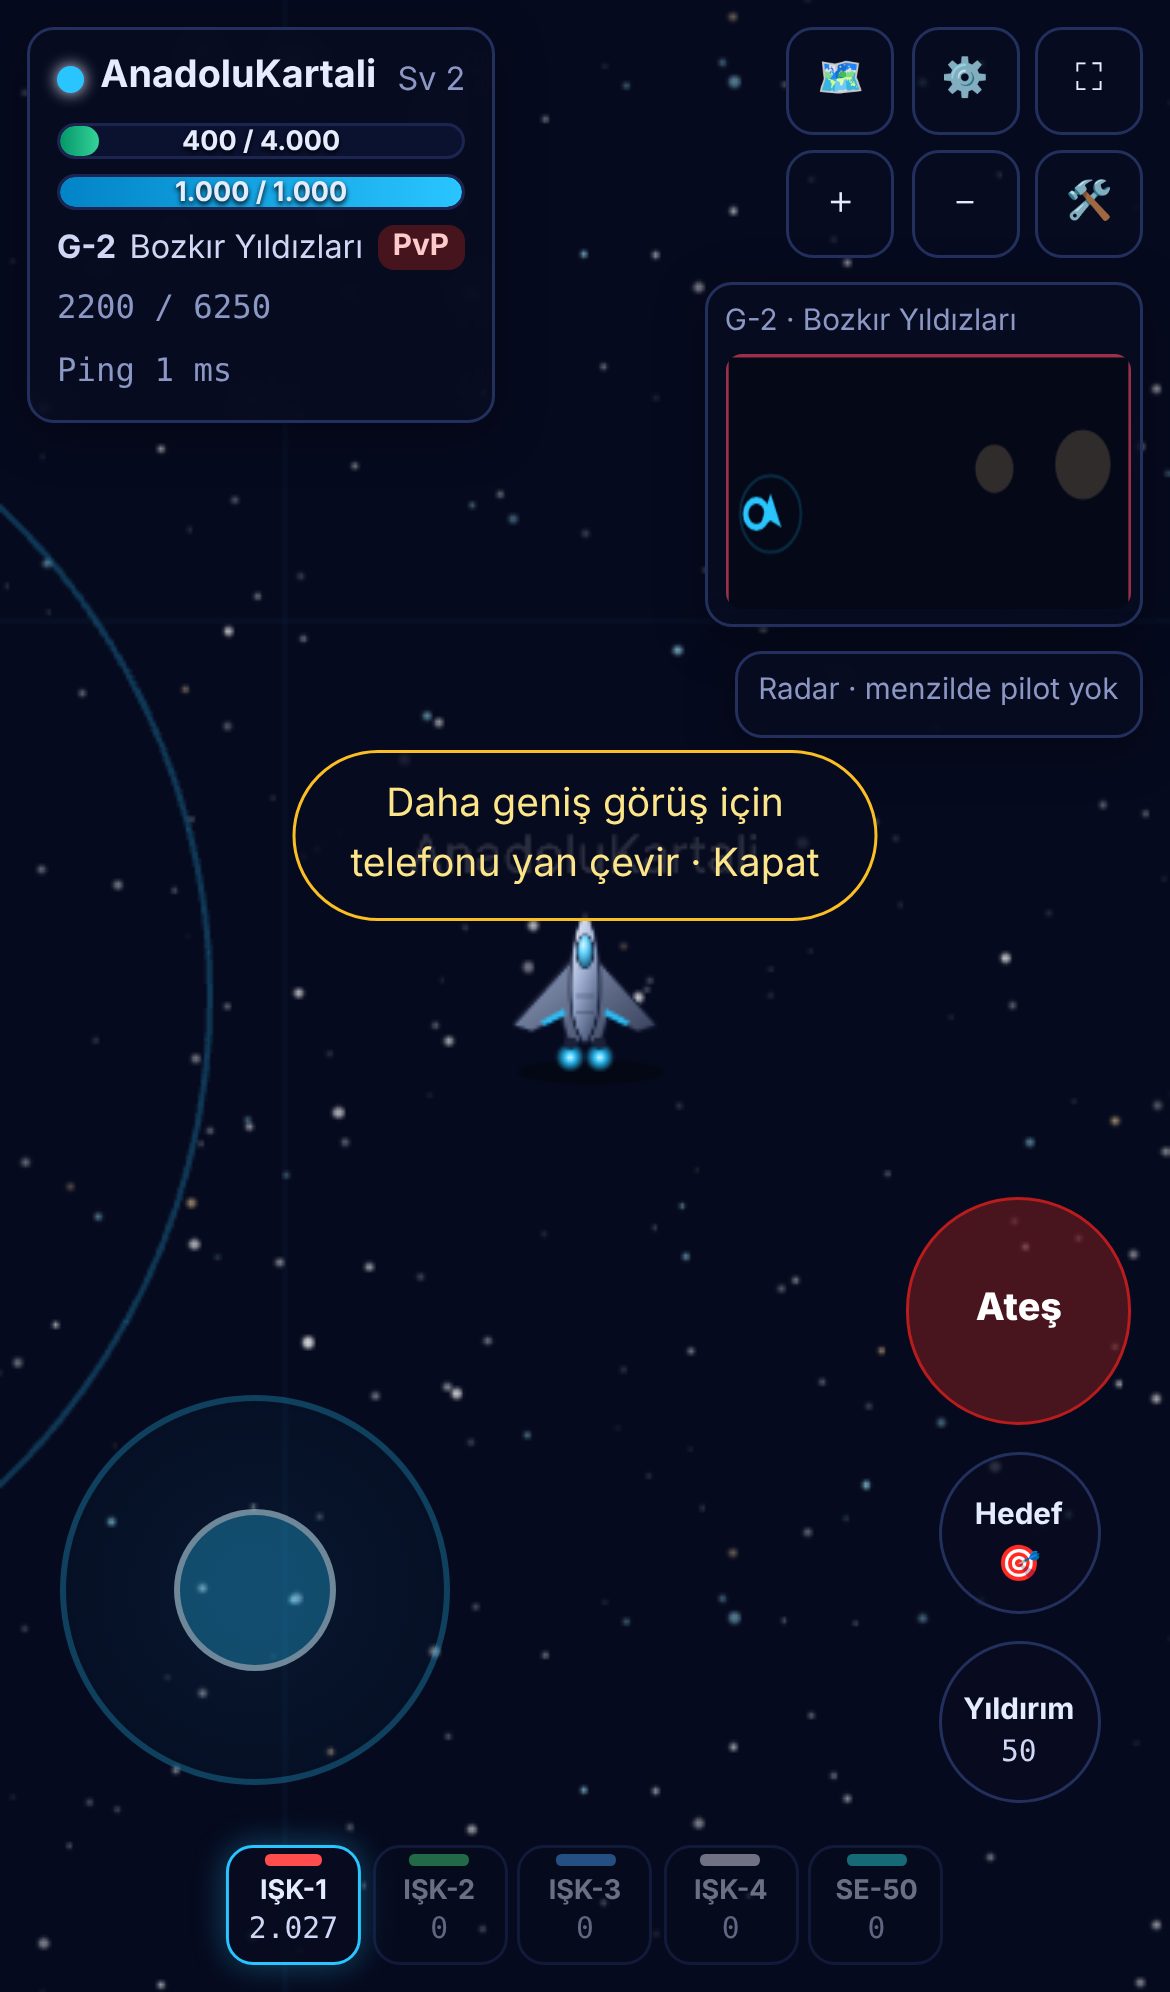 AnadoluKartali Sv 2
400 / 4.000
1.000 / 1.000
G-2 Bozkır Yıldızları PvP
2200 / 6250
Ping 1 ms
+ −
G-2 · Bozkır Yıldızları
Radar · menzilde pilot yok
Daha geniş görüş için
telefonu yan çevir · Kapat
AnadoluKartali
Ateş
Hedef
Yıldırım
50
IŞK-1 IŞK-2 IŞK-3 IŞK-4 SE-50
2.027 0 0 0 0